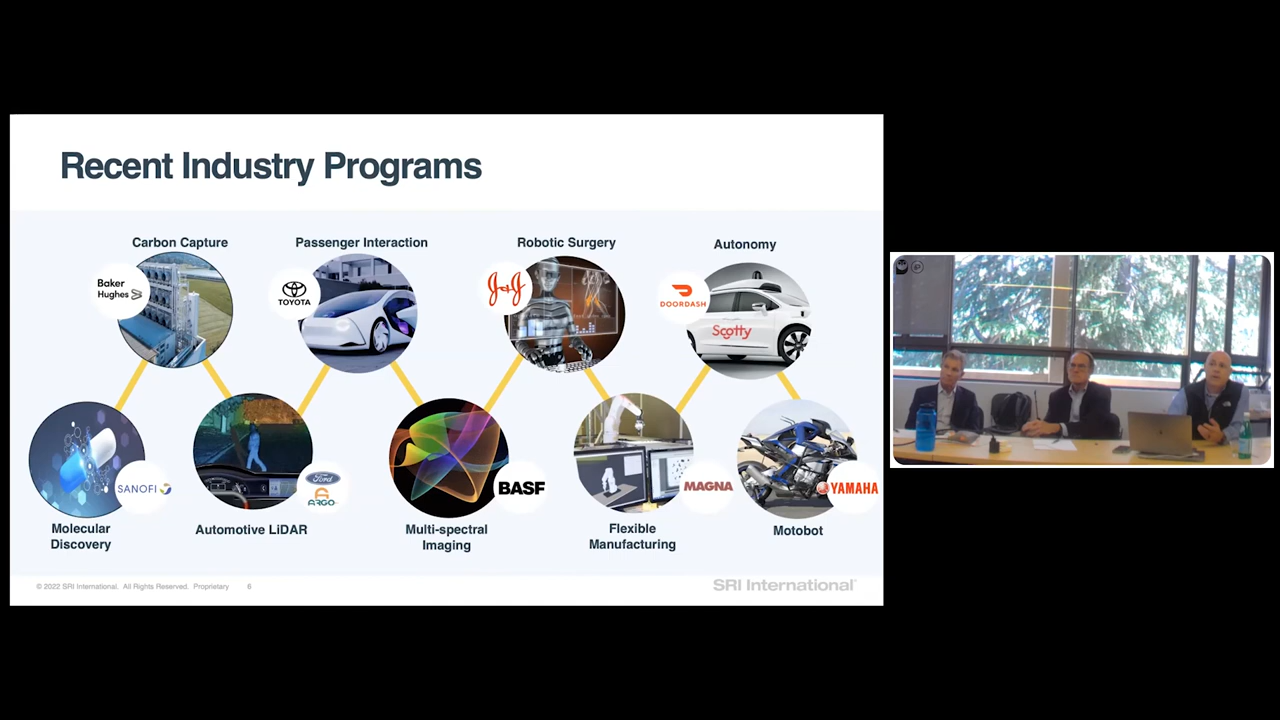 Recent Industry Programs
Carbon Capture
Passenger Interaction
Robotic Surgery
Autonomy
Baker
Hughes
TOYOTA
J&J
DOORDASH
Scotty
SANOFI
Ford
ARGO
BASF
MAGNA
YAMAHA
Molecular
Discovery
Automotive LiDAR
Multi-spectral
Imaging
Flexible
Manufacturing
Motobot
© 2022 SRI International. All Rights Reserved. Proprietary 6
SRI International®